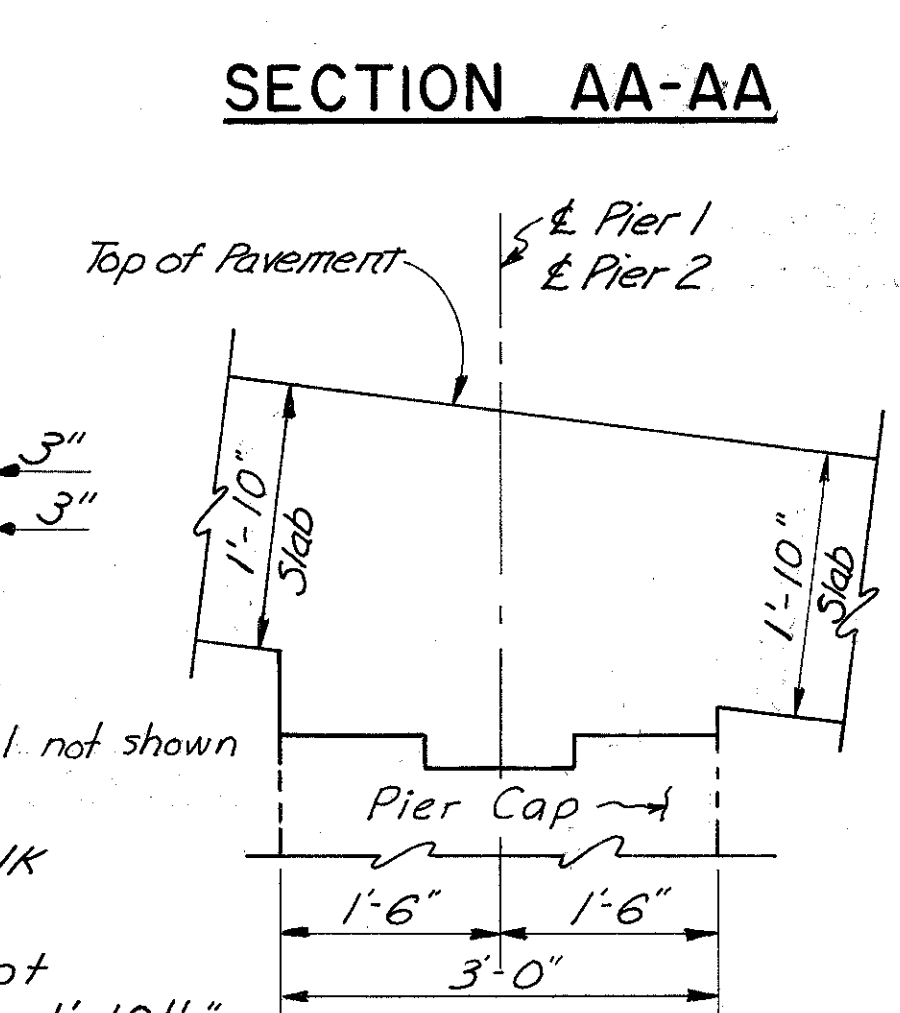 SECTION AA-AA
℄ Pier 1
℄ Pier 2
Top of Pavement
3"
3"
1'-10"
Slab
1'-10"
Slab
not shown
Pier Cap
1'-6"
1'-6"
3'-0"